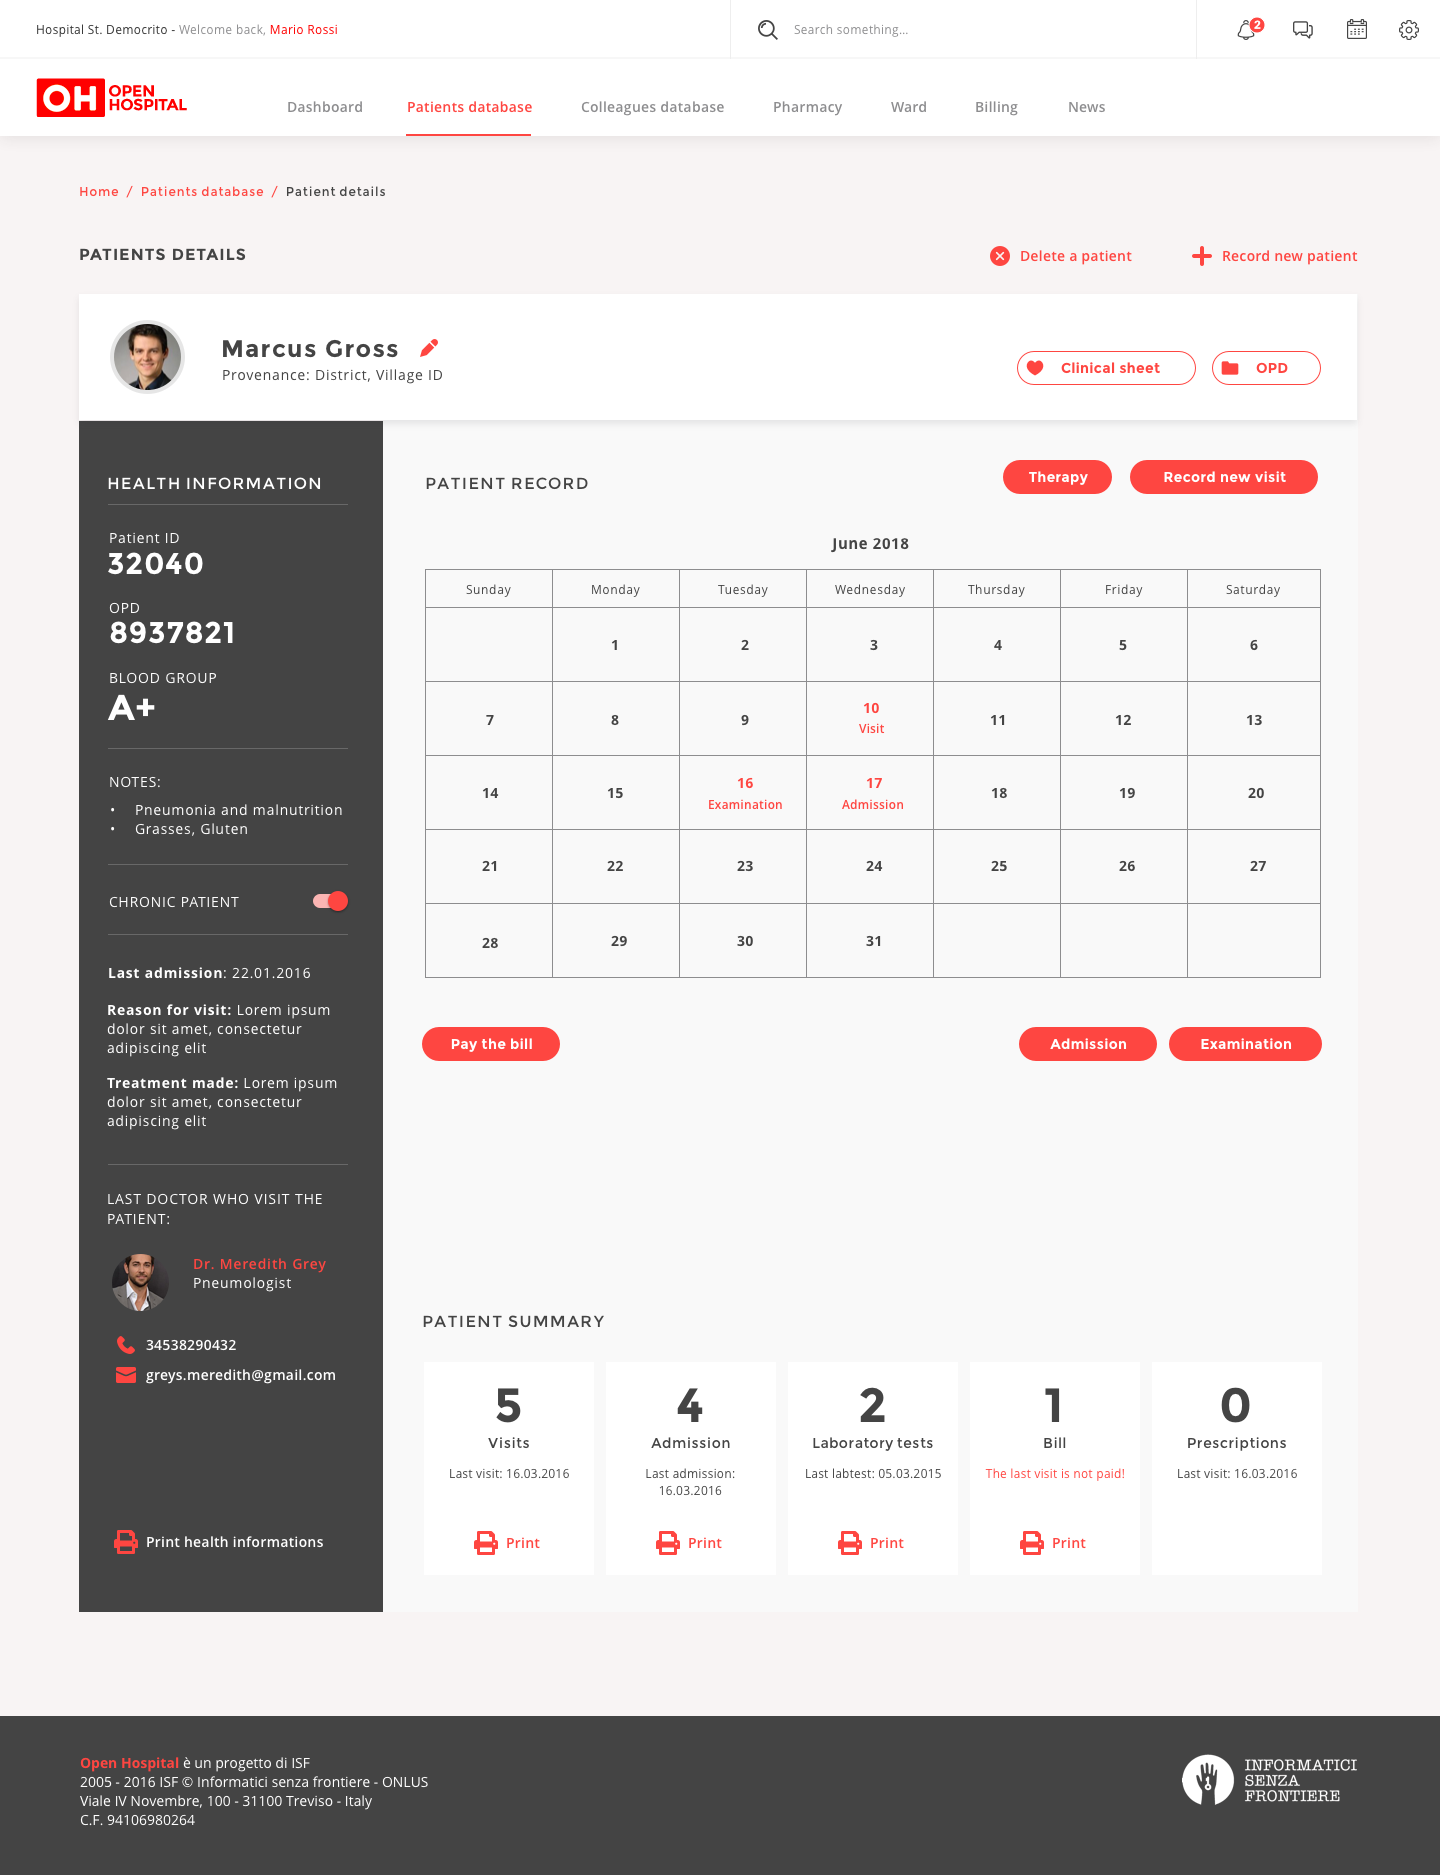 Hospital St. Democrito - Welcome back, Mario Rossi
Search something...
2
OH OPEN HOSPITAL
Dashboard
Patients database
Colleagues database
Pharmacy
Ward
Billing
News
Home / Patients database / Patient details
PATIENTS DETAILS
Delete a patient
Record new patient
Marcus Gross
Provenance: District, Village ID
Clinical sheet
OPD
HEALTH INFORMATION
Patient ID
32040
OPD
8937821
BLOOD GROUP
A+
NOTES:
• Pneumonia and malnutrition
• Grasses, Gluten
CHRONIC PATIENT
Last admission: 22.01.2016
Reason for visit: Lorem ipsum
dolor sit amet, consectetur
adipiscing elit
Treatment made: Lorem ipsum
dolor sit amet, consectetur
adipiscing elit
LAST DOCTOR WHO VISIT THE
PATIENT:
Dr. Meredith Grey
Pneumologist
34538290432
greys.meredith@gmail.com
Print health informations
PATIENT RECORD
Therapy
Record new visit
June 2018
Sunday Monday Tuesday Wednesday Thursday Friday Saturday
1 2 3 4 5 6
7 8 9 10 11 12 13
Visit
14 15 16 17 18 19 20
Examination Admission
21 22 23 24 25 26 27
28 29 30 31
Pay the bill
Admission
Examination
PATIENT SUMMARY
5
Visits
Last visit: 16.03.2016
Print
4
Admission
Last admission:
16.03.2016
Print
2
Laboratory tests
Last labtest: 05.03.2015
Print
1
Bill
The last visit is not paid!
Print
0
Prescriptions
Last visit: 16.03.2016
Open Hospital è un progetto di ISF
2005 - 2016 ISF © Informatici senza frontiere - ONLUS
Viale IV Novembre, 100 - 31100 Treviso - Italy
C.F. 94106980264
INFORMATICI
SENZA
FRONTIERE